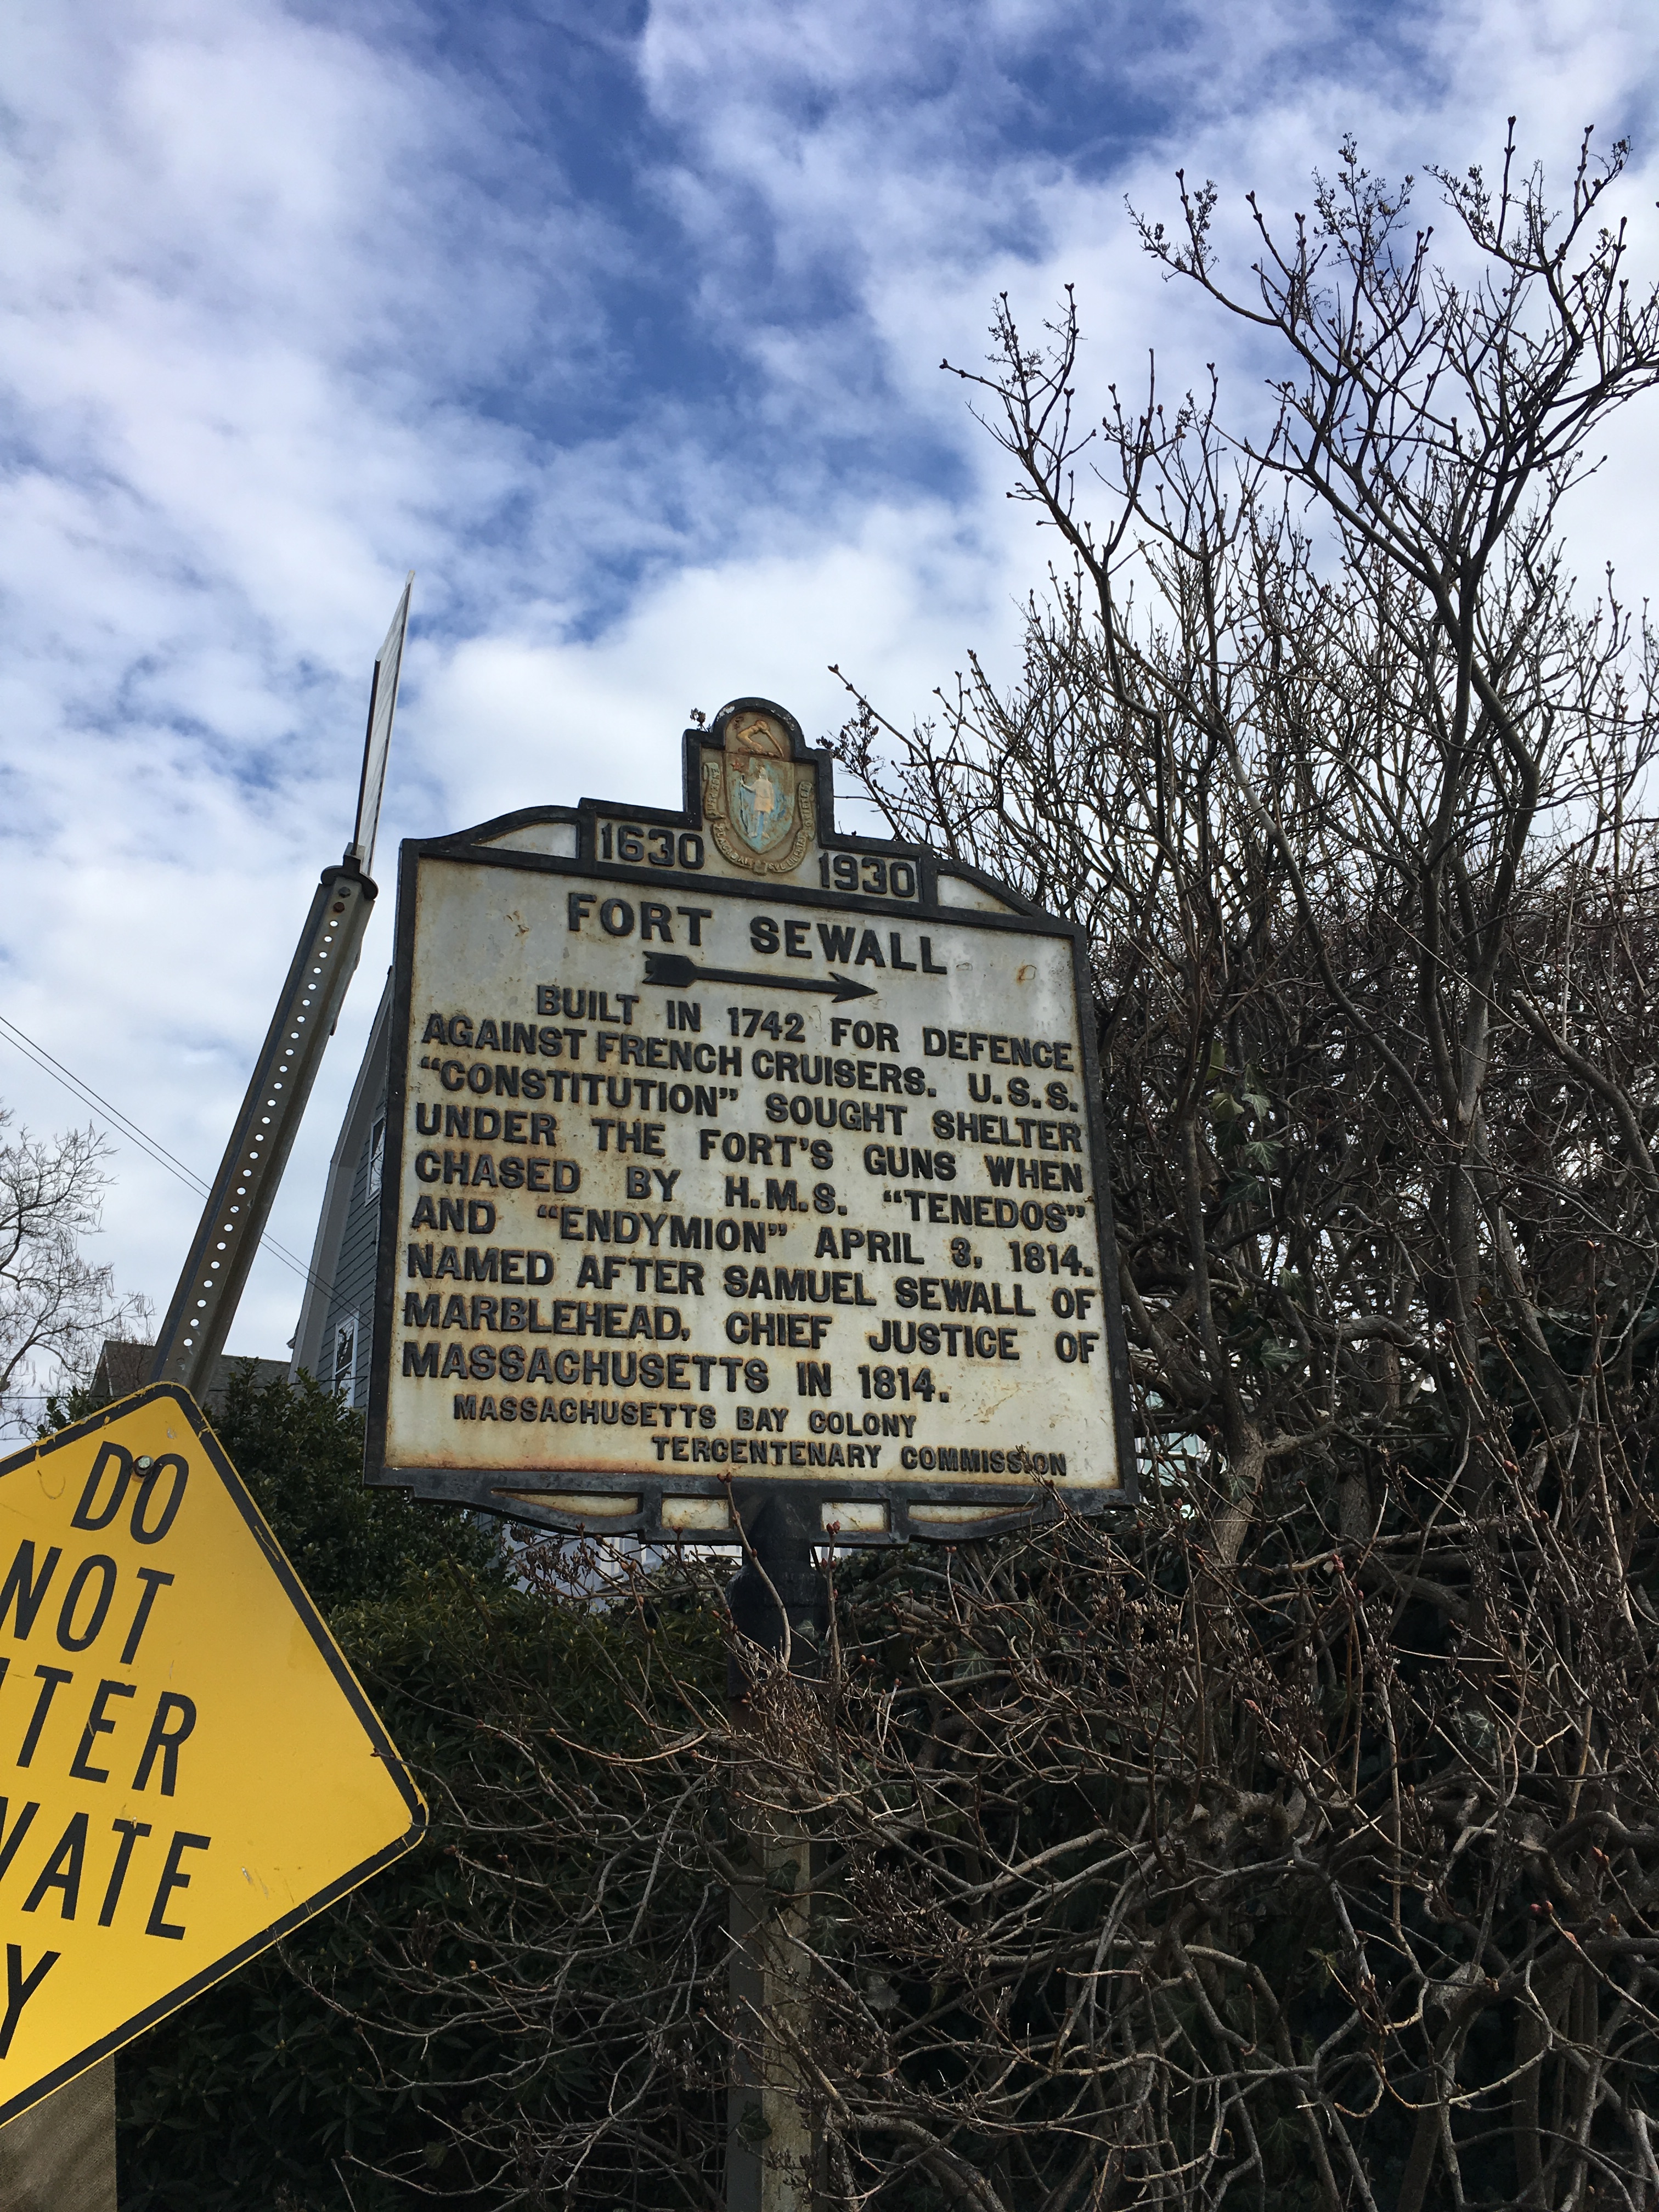 1630 1930
FORT SEWALL
BUILT IN 1742 FOR DEFENCE
AGAINST FRENCH CRUISERS. U.S.S.
"CONSTITUTION" SOUGHT SHELTER
UNDER THE FORT'S GUNS WHEN
CHASED BY H.M.S. "TENEDOS"
AND "ENDYMION" APRIL 3, 1814.
NAMED AFTER SAMUEL SEWALL OF
MARBLEHEAD, CHIEF JUSTICE OF
MASSACHUSETTS IN 1814.
MASSACHUSETTS BAY COLONY
TERCENTENARY COMMISSION
DO
NOT
TER
VATE
Y